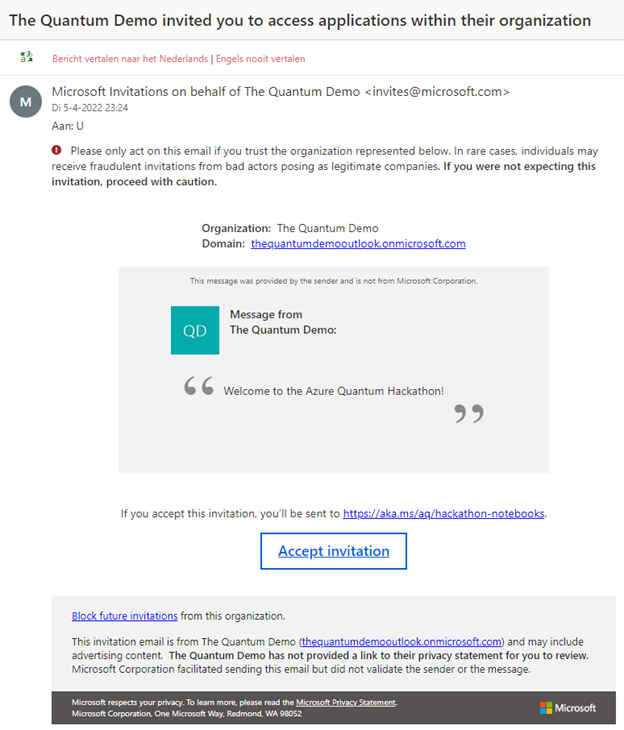 The Quantum Demo invited you to access applications within their organization
Bericht vertalen naar het Nederlands | Engels nooit vertalen
M
Microsoft Invitations on behalf of The Quantum Demo <invites@microsoft.com>
Di 5-4-2022 23:24
Aan: U
Please only act on this email if you trust the organization represented below. In rare cases, individuals may
receive fraudulent invitations from bad actors posing as legitimate companies. If you were not expecting this
invitation, proceed with caution.
Organization: The Quantum Demo
Domain: thequantumdemooutlook.onmicrosoft.com
This message was provided by the sender and is not from Microsoft Corporation.
QD
Message from
The Quantum Demo:
“ Welcome to the Azure Quantum Hackathon! ”
If you accept this invitation, you’ll be sent to https://aka.ms/aq/hackathon-notebooks.
Accept invitation
Block future invitations from this organization.
This invitation email is from The Quantum Demo (thequantumdemooutlook.onmicrosoft.com) and may include
advertising content. The Quantum Demo has not provided a link to their privacy statement for you to review.
Microsoft Corporation facilitated sending this email but did not validate the sender or the message.
Microsoft respects your privacy. To learn more, please read the Microsoft Privacy Statement.
Microsoft Corporation, One Microsoft Way, Redmond, WA 98052
Microsoft